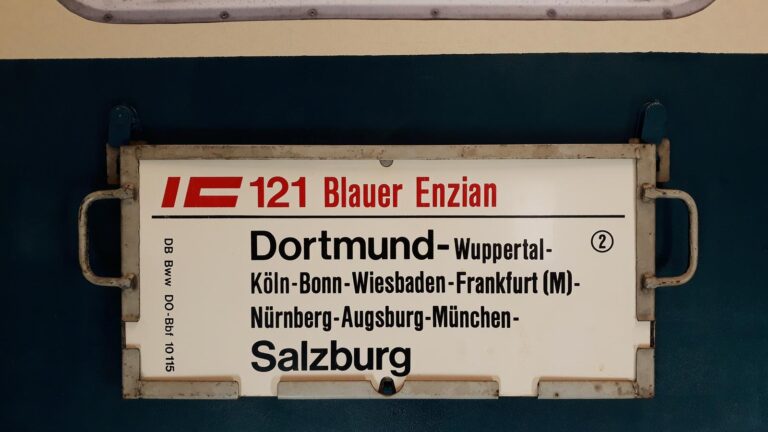 IC 121 Blauer Enzian
Dortmund-Wuppertal-
Köln-Bonn-Wiesbaden-Frankfurt (M)-
Nürnberg-Augsburg-München-
Salzburg
②
DB Bww DO-Bbf 10115